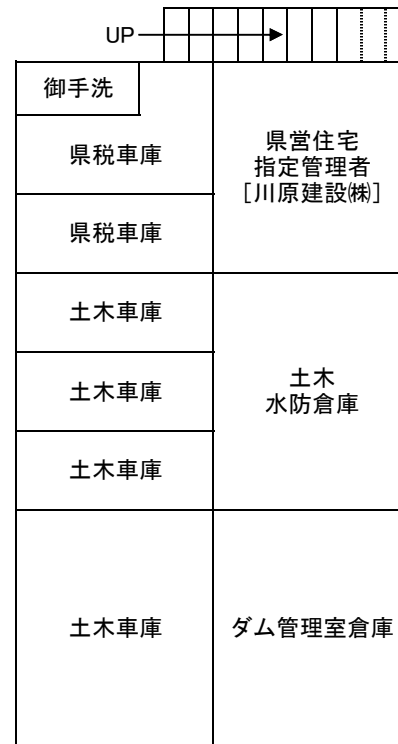 UP
御手洗
県税車庫
県営住宅
指定管理者
[川原建設㈱]
県税車庫
土木車庫
土木車庫
土木
水防倉庫
土木車庫
土木車庫
ダム管理室倉庫